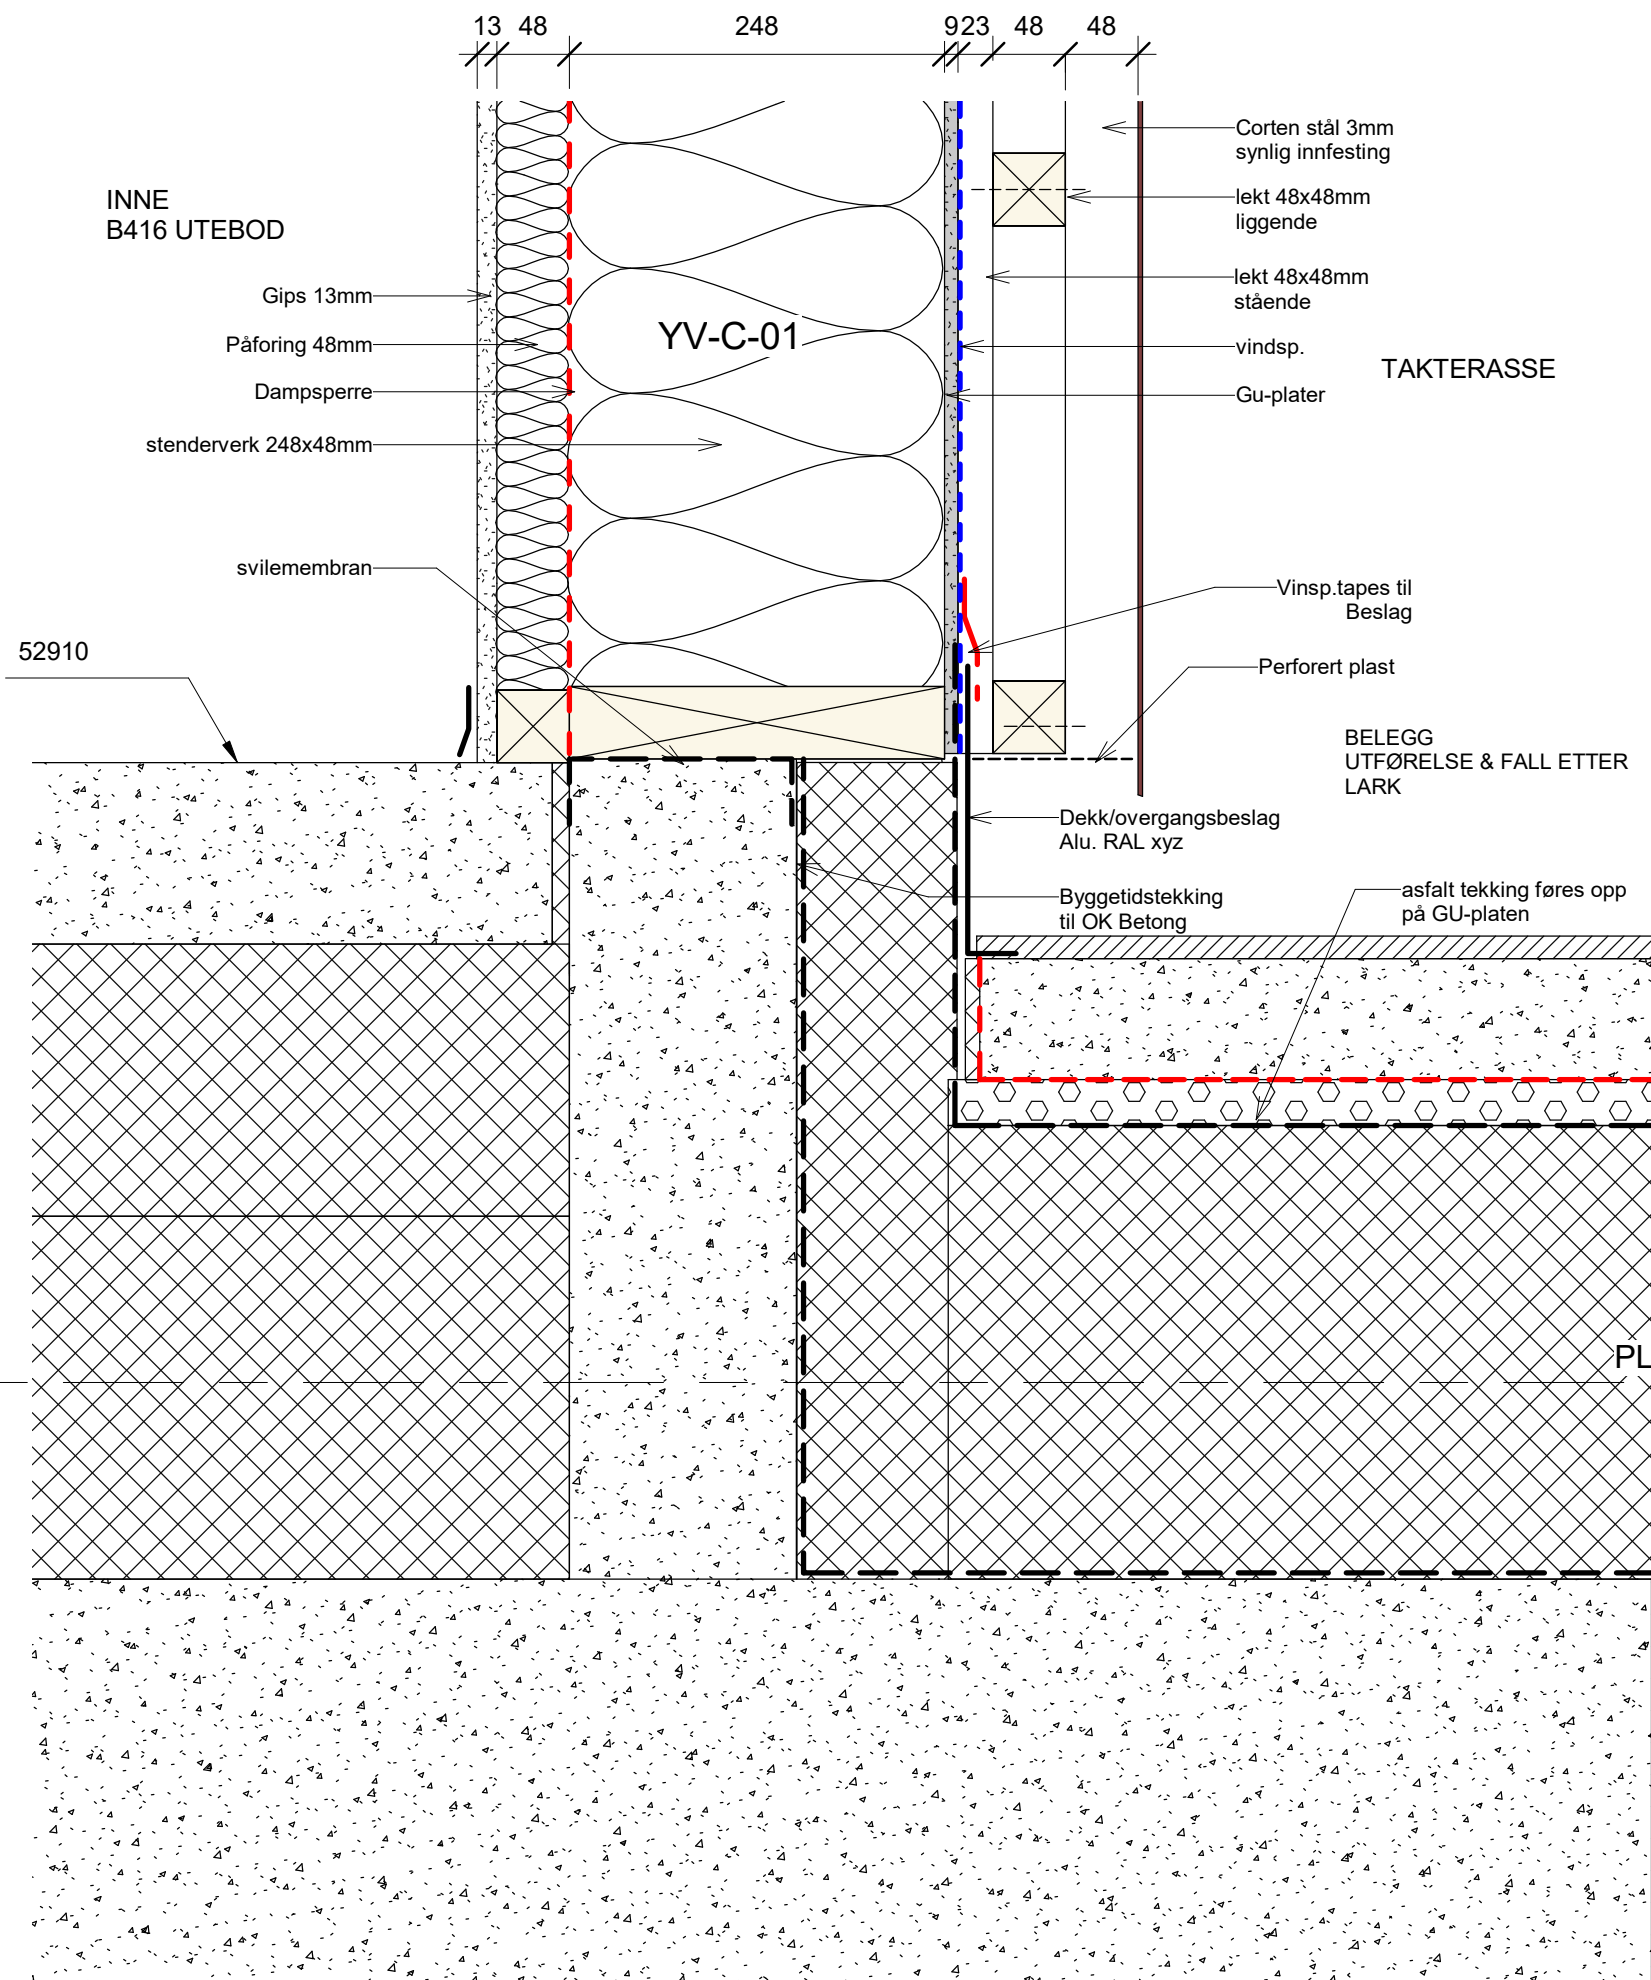 13 48 248 9 23 48 48
Corten stål 3mm
synlig innfesting
INNE
B416 UTEBOD
lekt 48x48mm
liggende
Gips 13mm
lekt 48x48mm
stående
Påforing 48mm
YV-C-01
vindsp.
TAKTERASSE
Dampsperre
Gu-plater
stenderverk 248x48mm
svilemembran
Vinsp.tapes til
Beslag
52910
Perforert plast
BELEGG
UTFØRELSE & FALL ETTER
LARK
Dekk/overgangsbeslag
Alu. RAL xyz
Byggetidstekking
til OK Betong
asfalt tekking føres opp
på GU-platen
PL